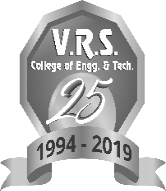 V.R.S.
College of Engg. & Tech.
25
1994 - 2019